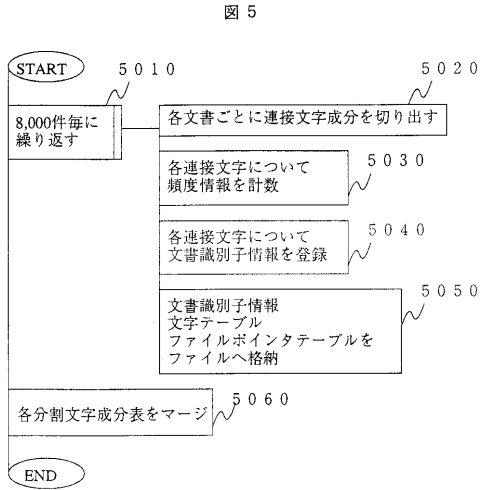 図5
START
5010
5020
8,000件毎に
繰り返す
各文書ごとに連接文字成分を切り出す
5030
各連接文字について
頻度情報を計数
5040
各連接文字について
文書識別子情報を登録
5050
文書識別子情報
文字テーブル
ファイルポインタテーブルを
ファイルへ格納
5060
各分割文字成分表をマージ
END